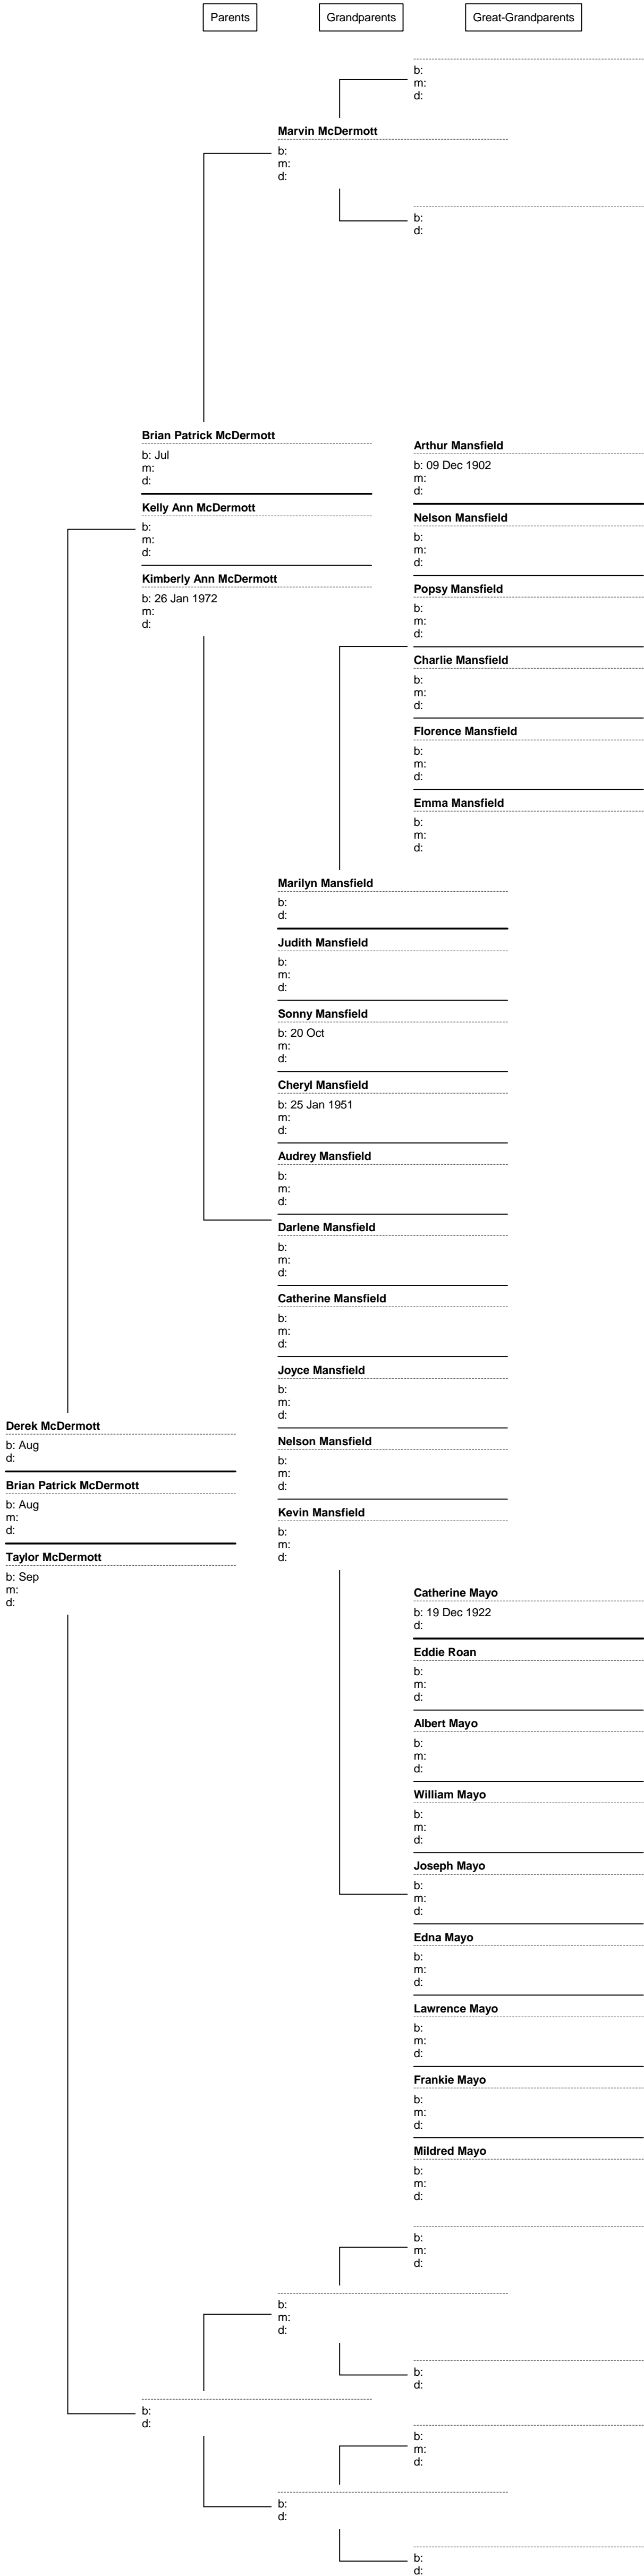 Parents Grandparents Great-Grandparents
b:
m:
d:
Marvin McDermott
b:
m:
d:
b:
d:
Brian Patrick McDermott
b: Jul
m:
d:
Kelly Ann McDermott
b:
m:
d:
Kimberly Ann McDermott
b: 26 Jan 1972
m:
d:
Arthur Mansfield
b: 09 Dec 1902
m:
d:
Nelson Mansfield
b:
m:
d:
Popsy Mansfield
b:
m:
d:
Charlie Mansfield
b:
m:
d:
Florence Mansfield
b:
m:
d:
Emma Mansfield
b:
m:
d:
Marilyn Mansfield
b:
d:
Judith Mansfield
b:
m:
d:
Sonny Mansfield
b: 20 Oct
m:
d:
Cheryl Mansfield
b: 25 Jan 1951
m:
d:
Audrey Mansfield
b:
m:
d:
Darlene Mansfield
b:
m:
d:
Catherine Mansfield
b:
m:
d:
Joyce Mansfield
b:
m:
d:
Nelson Mansfield
b:
m:
d:
Kevin Mansfield
b:
m:
d:
Derek McDermott
b: Aug
d:
Brian Patrick McDermott
b: Aug
m:
d:
Taylor McDermott
b: Sep
m:
d:
Catherine Mayo
b: 19 Dec 1922
d:
Eddie Roan
b:
m:
d:
Albert Mayo
b:
m:
d:
William Mayo
b:
m:
d:
Joseph Mayo
b:
m:
d:
Edna Mayo
b:
m:
d:
Lawrence Mayo
b:
m:
d:
Frankie Mayo
b:
m:
d:
Mildred Mayo
b:
m:
d:
b:
m:
d:
b:
m:
d:
b:
d:
b:
d:
b:
m:
d:
b:
d:
b:
d: